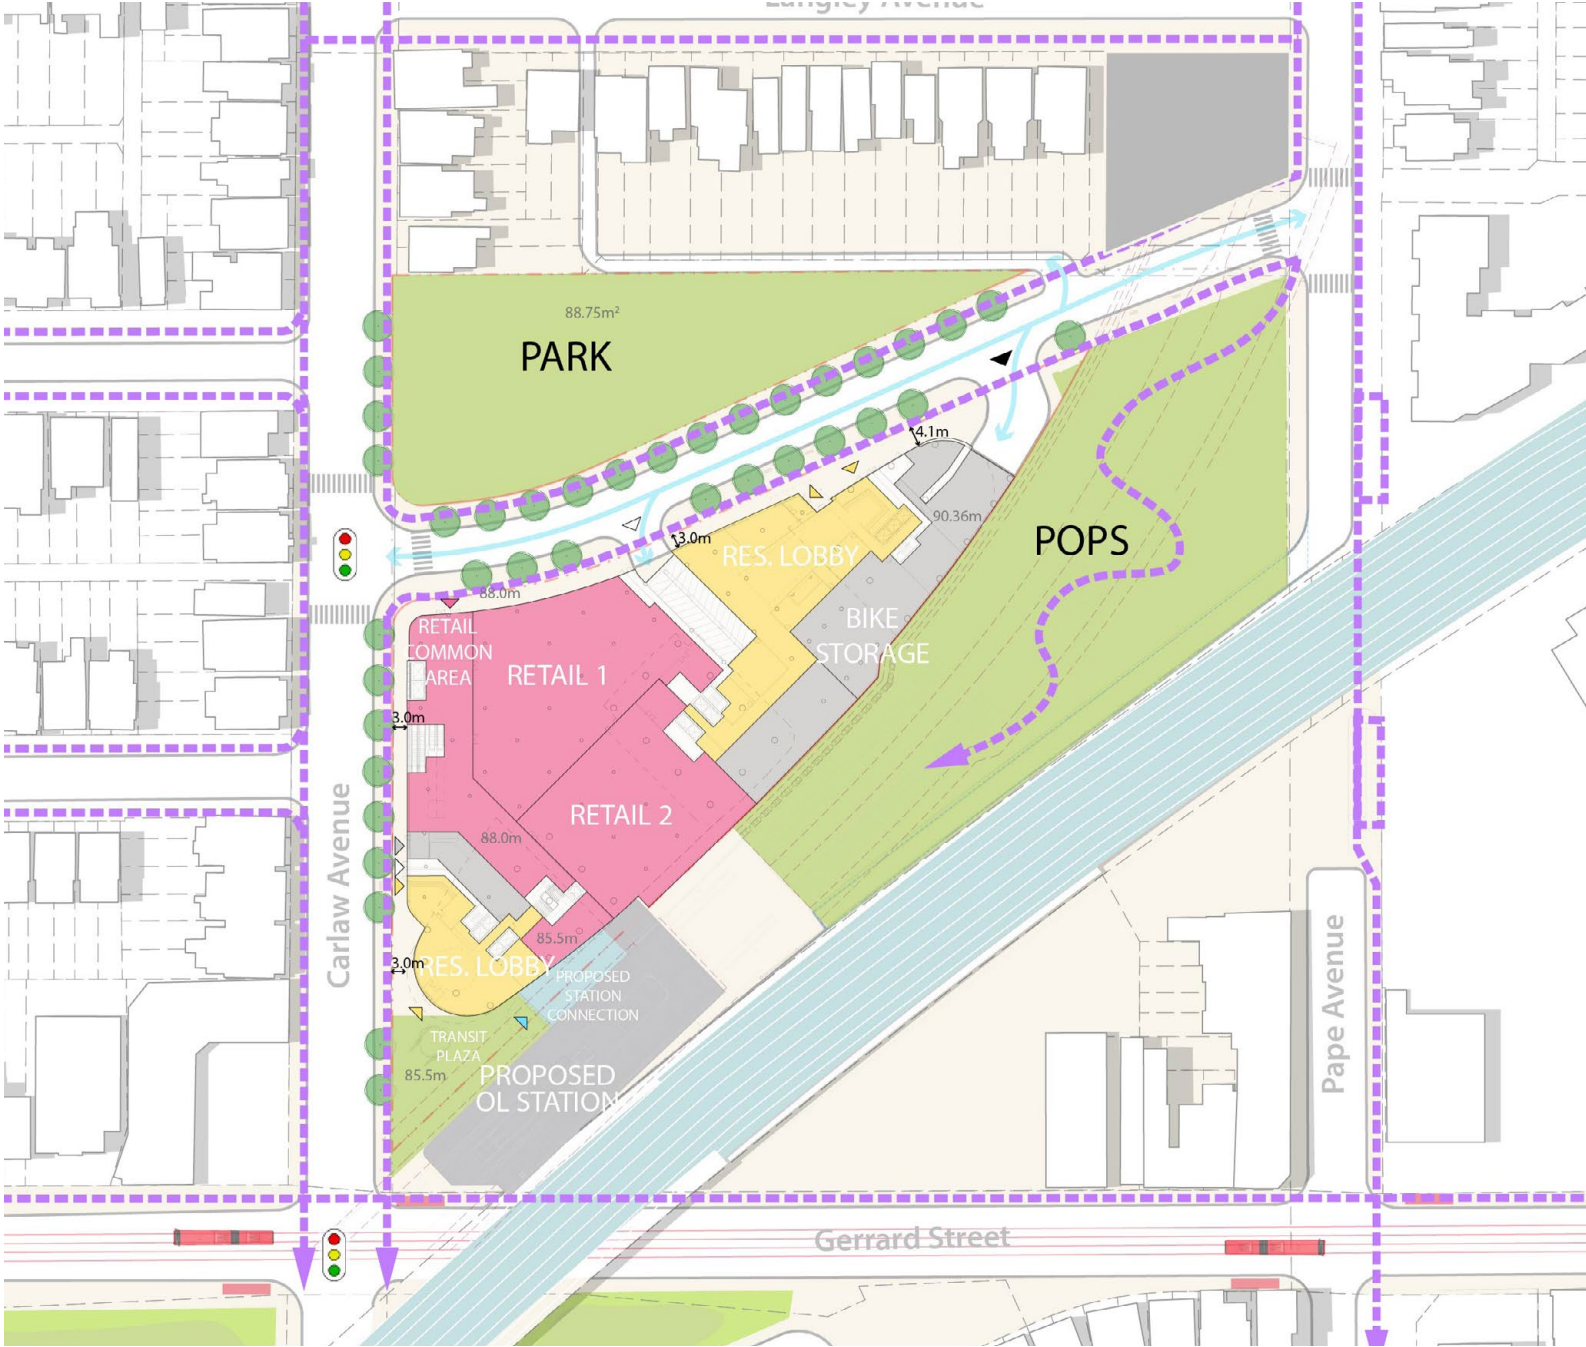 Langley Avenue
88.75m²
PARK
4.1m
90.36m
POPS
3.0m
RES. LOBBY
88.0m
BIKE
STORAGE
RETAIL
COMMON
AREA
RETAIL 1
3.0m
RETAIL 2
88.0m
Carlaw Avenue
85.5m
3.0m
RES. LOBBY
PROPOSED
STATION
CONNECTION
TRANSIT
PLAZA
85.5m
PROPOSED
OL STATION
Pape Avenue
Gerrard Street